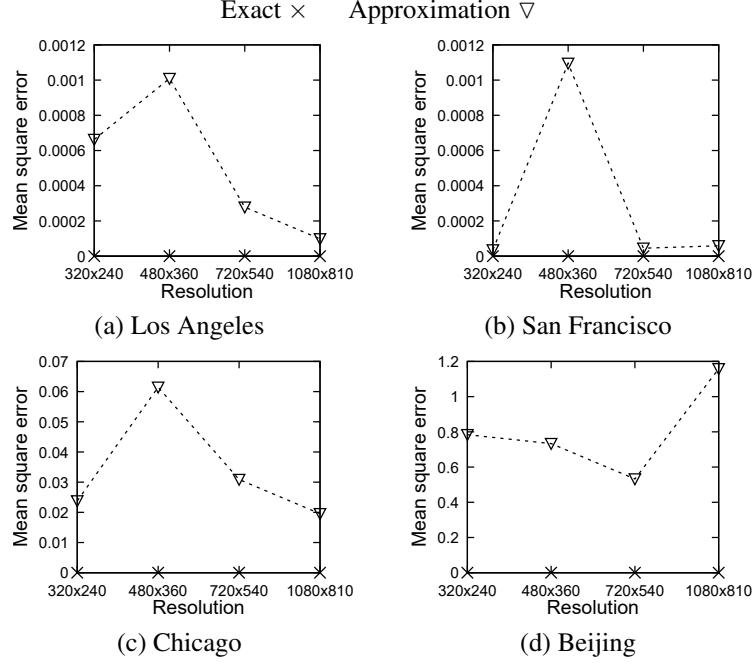 Exact × Approximation ▽
Mean square error
0.0012
0.001
0.0008
0.0006
0.0004
0.0002
0
320x240 480x360 720x540 1080x810
Resolution
(a) Los Angeles
Mean square error
0.0012
0.001
0.0008
0.0006
0.0004
0.0002
0
320x240 480x360 720x540 1080x810
Resolution
(b) San Francisco
Mean square error
0.07
0.06
0.05
0.04
0.03
0.02
0.01
0
320x240 480x360 720x540 1080x810
Resolution
(c) Chicago
Mean square error
1.2
1
0.8
0.6
0.4
0.2
0
320x240 480x360 720x540 1080x810
Resolution
(d) Beijing